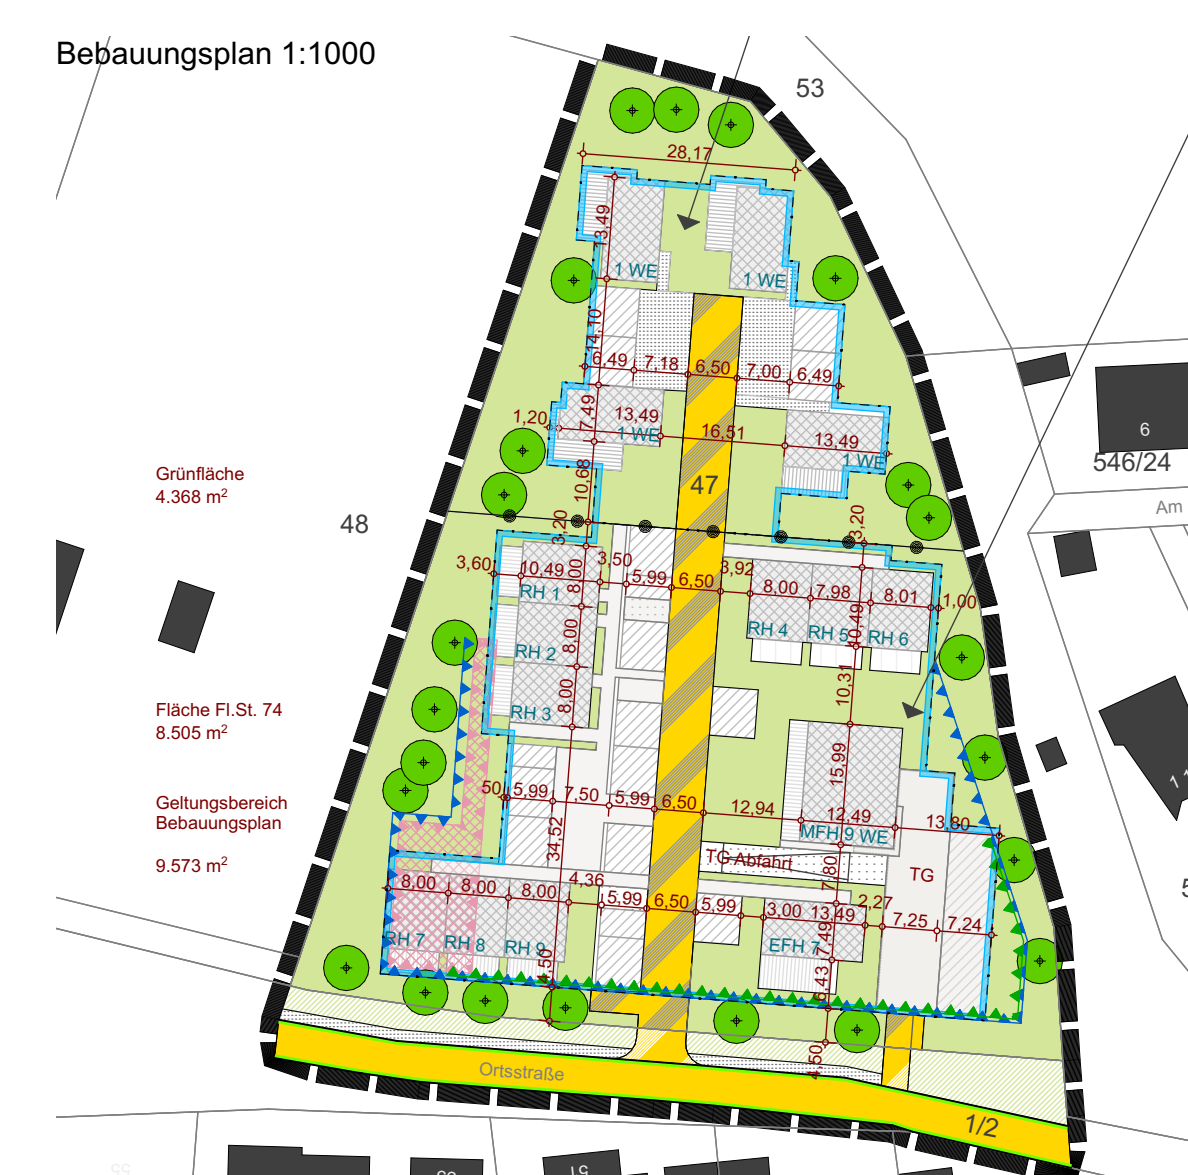 Bebauungsplan 1:1000
53
28,17
13,49
1 WE
1 WE
14,10
6,49
7,18
6,50
7,00
6,49
1,20
7,49
13,49
1 WE
16,51
13,49
1 WE
6
546/24
Grünfläche
4.368 m²
10,68
47
48
3,20
3,20
Am
3,60
10,49
8,00
3,50
5,99
6,50
3,92
8,00
7,98
8,01
1,00
RH 1
RH 4
RH 5
10,49
RH 6
8,00
RH 2
10,31
8,00
RH 3
Fläche Fl.St. 74
8.505 m²
15,99
50
5,99
7,50
5,99
6,50
12,94
12,49
13,80
Geltungsbereich
Bebauungsplan
MFH 9 WE
34,52
9.573 m²
TG Abfahrt
7,80
TG
8,00
8,00
8,00
4,36
5,99
6,50
5,99
3,00
13,49
2,27
7,25
7,24
RH 7
RH 8
RH 9
7,49
EFH 7
4,50
6,43
4,50
Ortsstraße
1/2
55